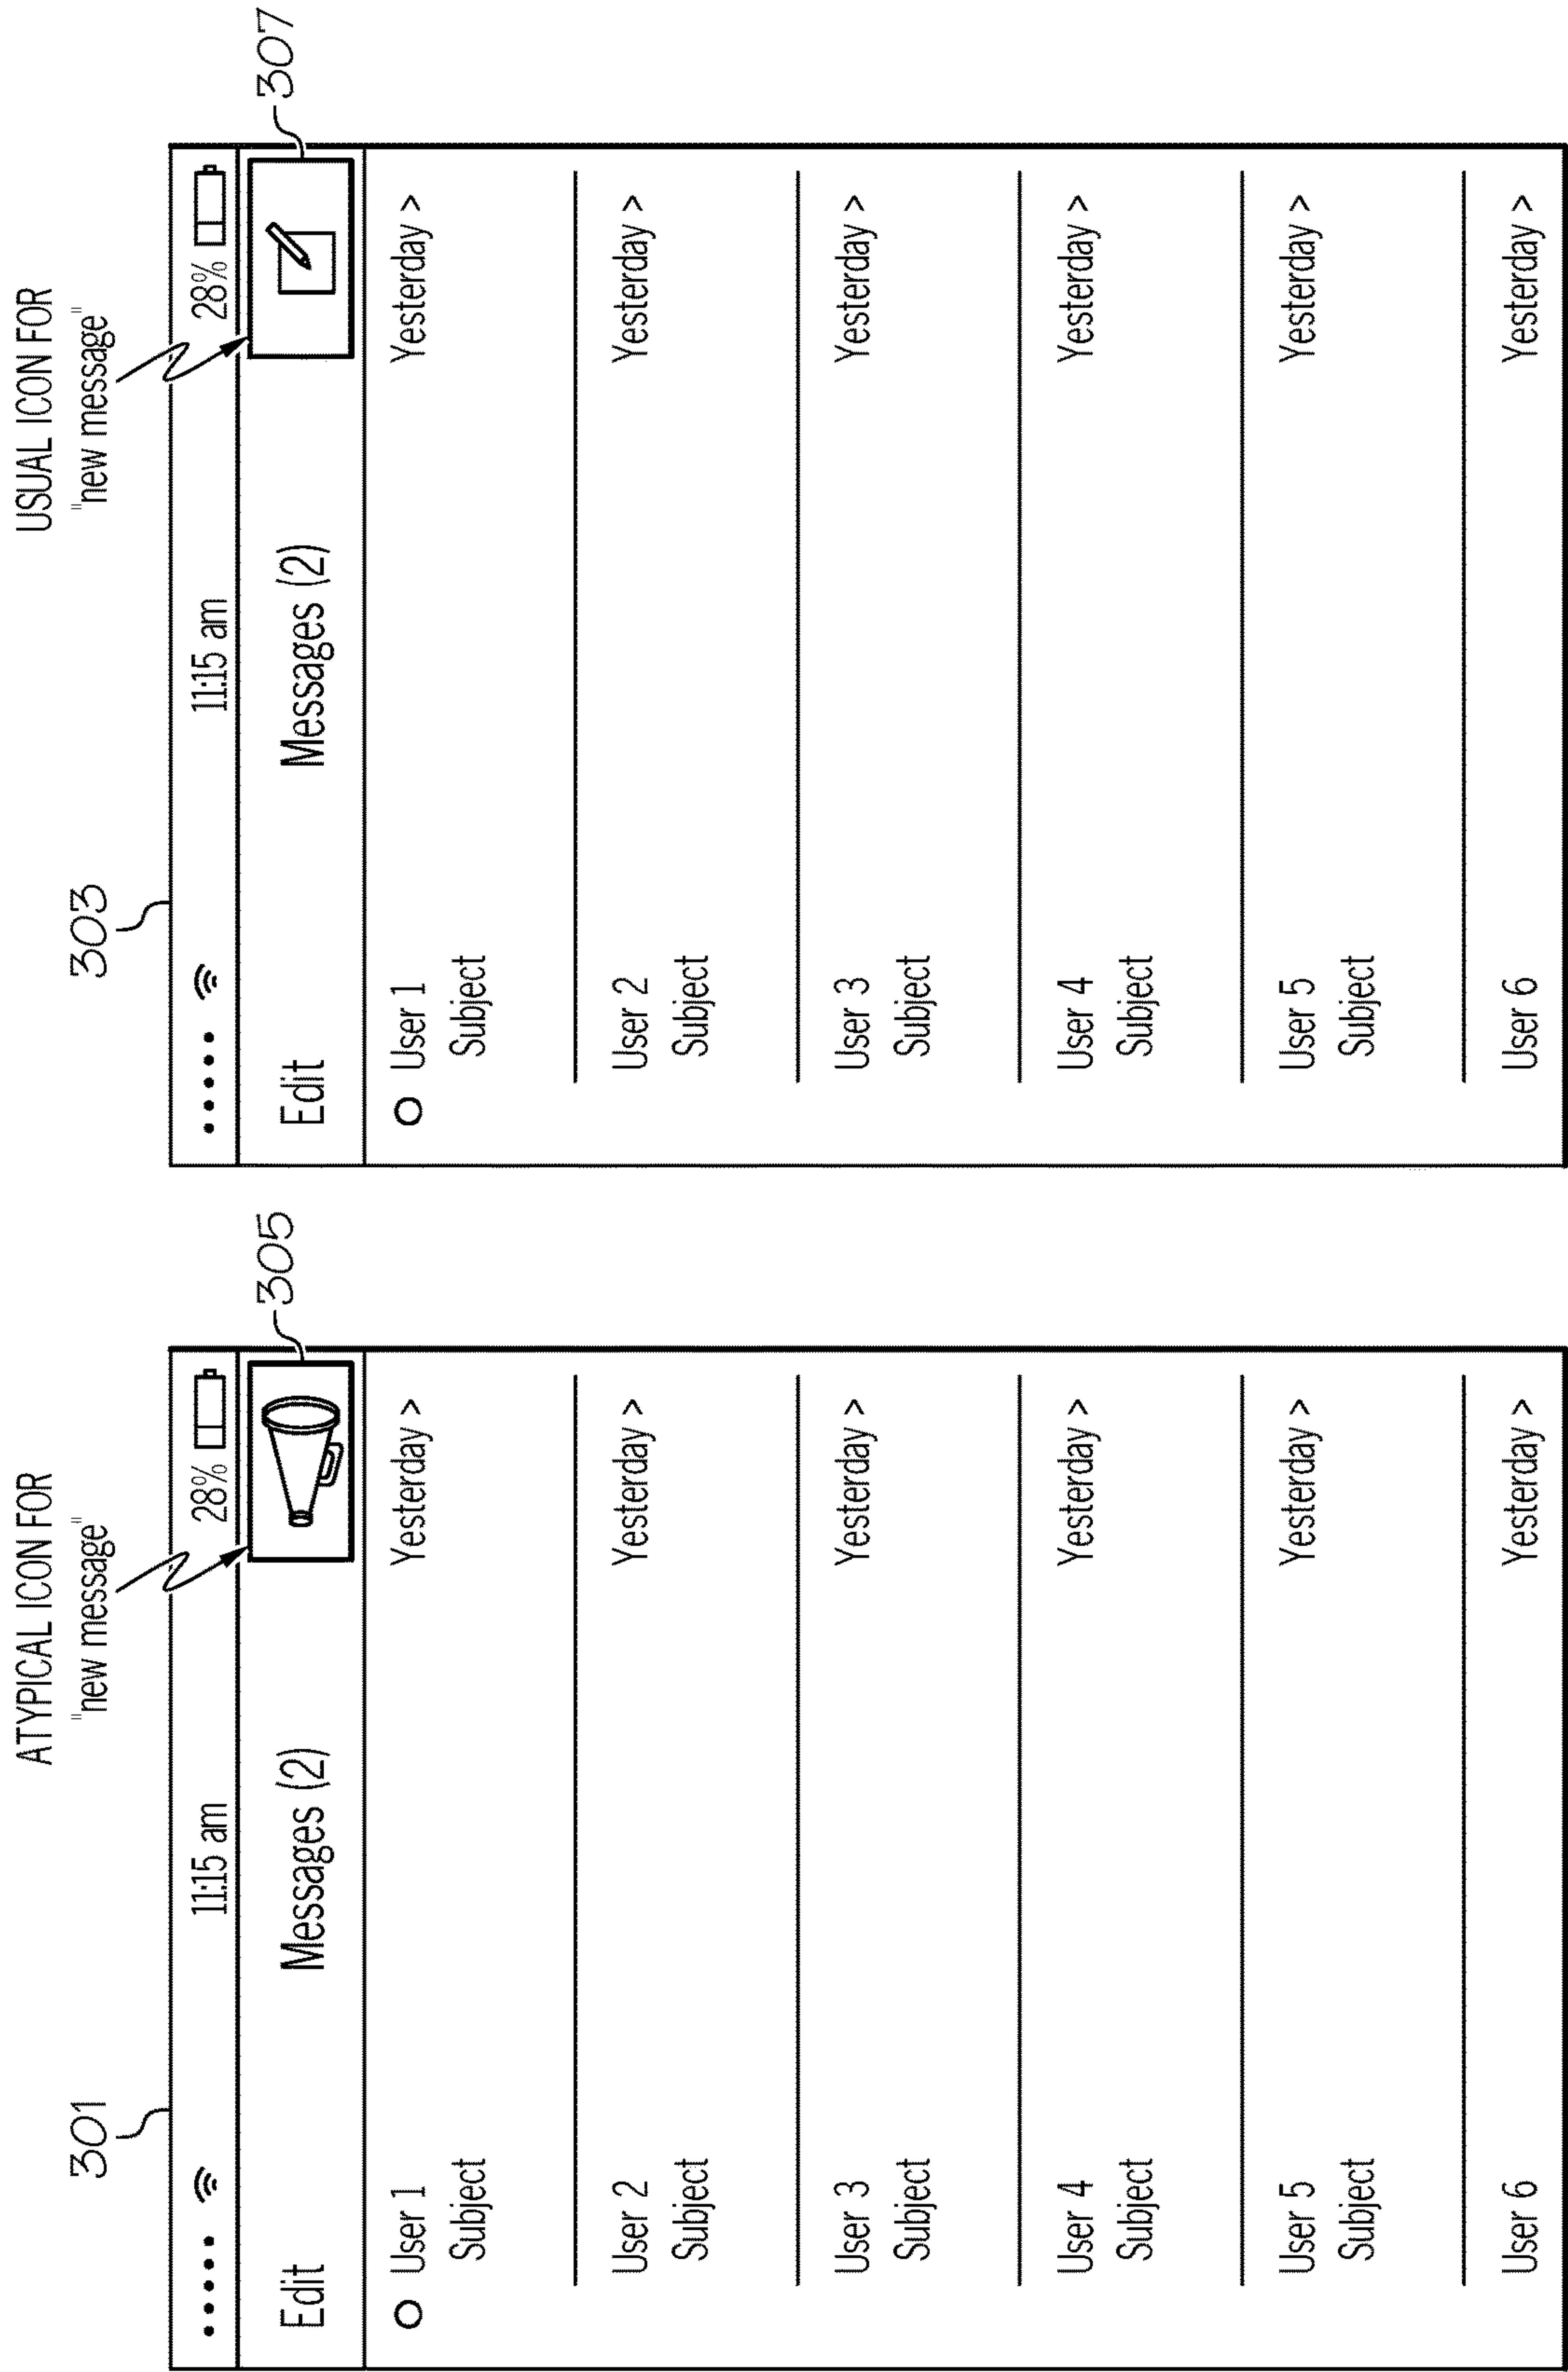 ATYPICAL ICON FOR
"new message"
301
11:15 am
28%
Edit
Messages (2)
305
User 1
Yesterday >
Subject
User 2
Yesterday >
Subject
User 3
Yesterday >
Subject
User 4
Yesterday >
Subject
User 5
Yesterday >
Subject
User 6
Yesterday >
USUAL ICON FOR
"new message"
303
11:15 am
28%
Edit
Messages (2)
307
User 1
Yesterday >
Subject
User 2
Yesterday >
Subject
User 3
Yesterday >
Subject
User 4
Yesterday >
Subject
User 5
Yesterday >
Subject
User 6
Yesterday >